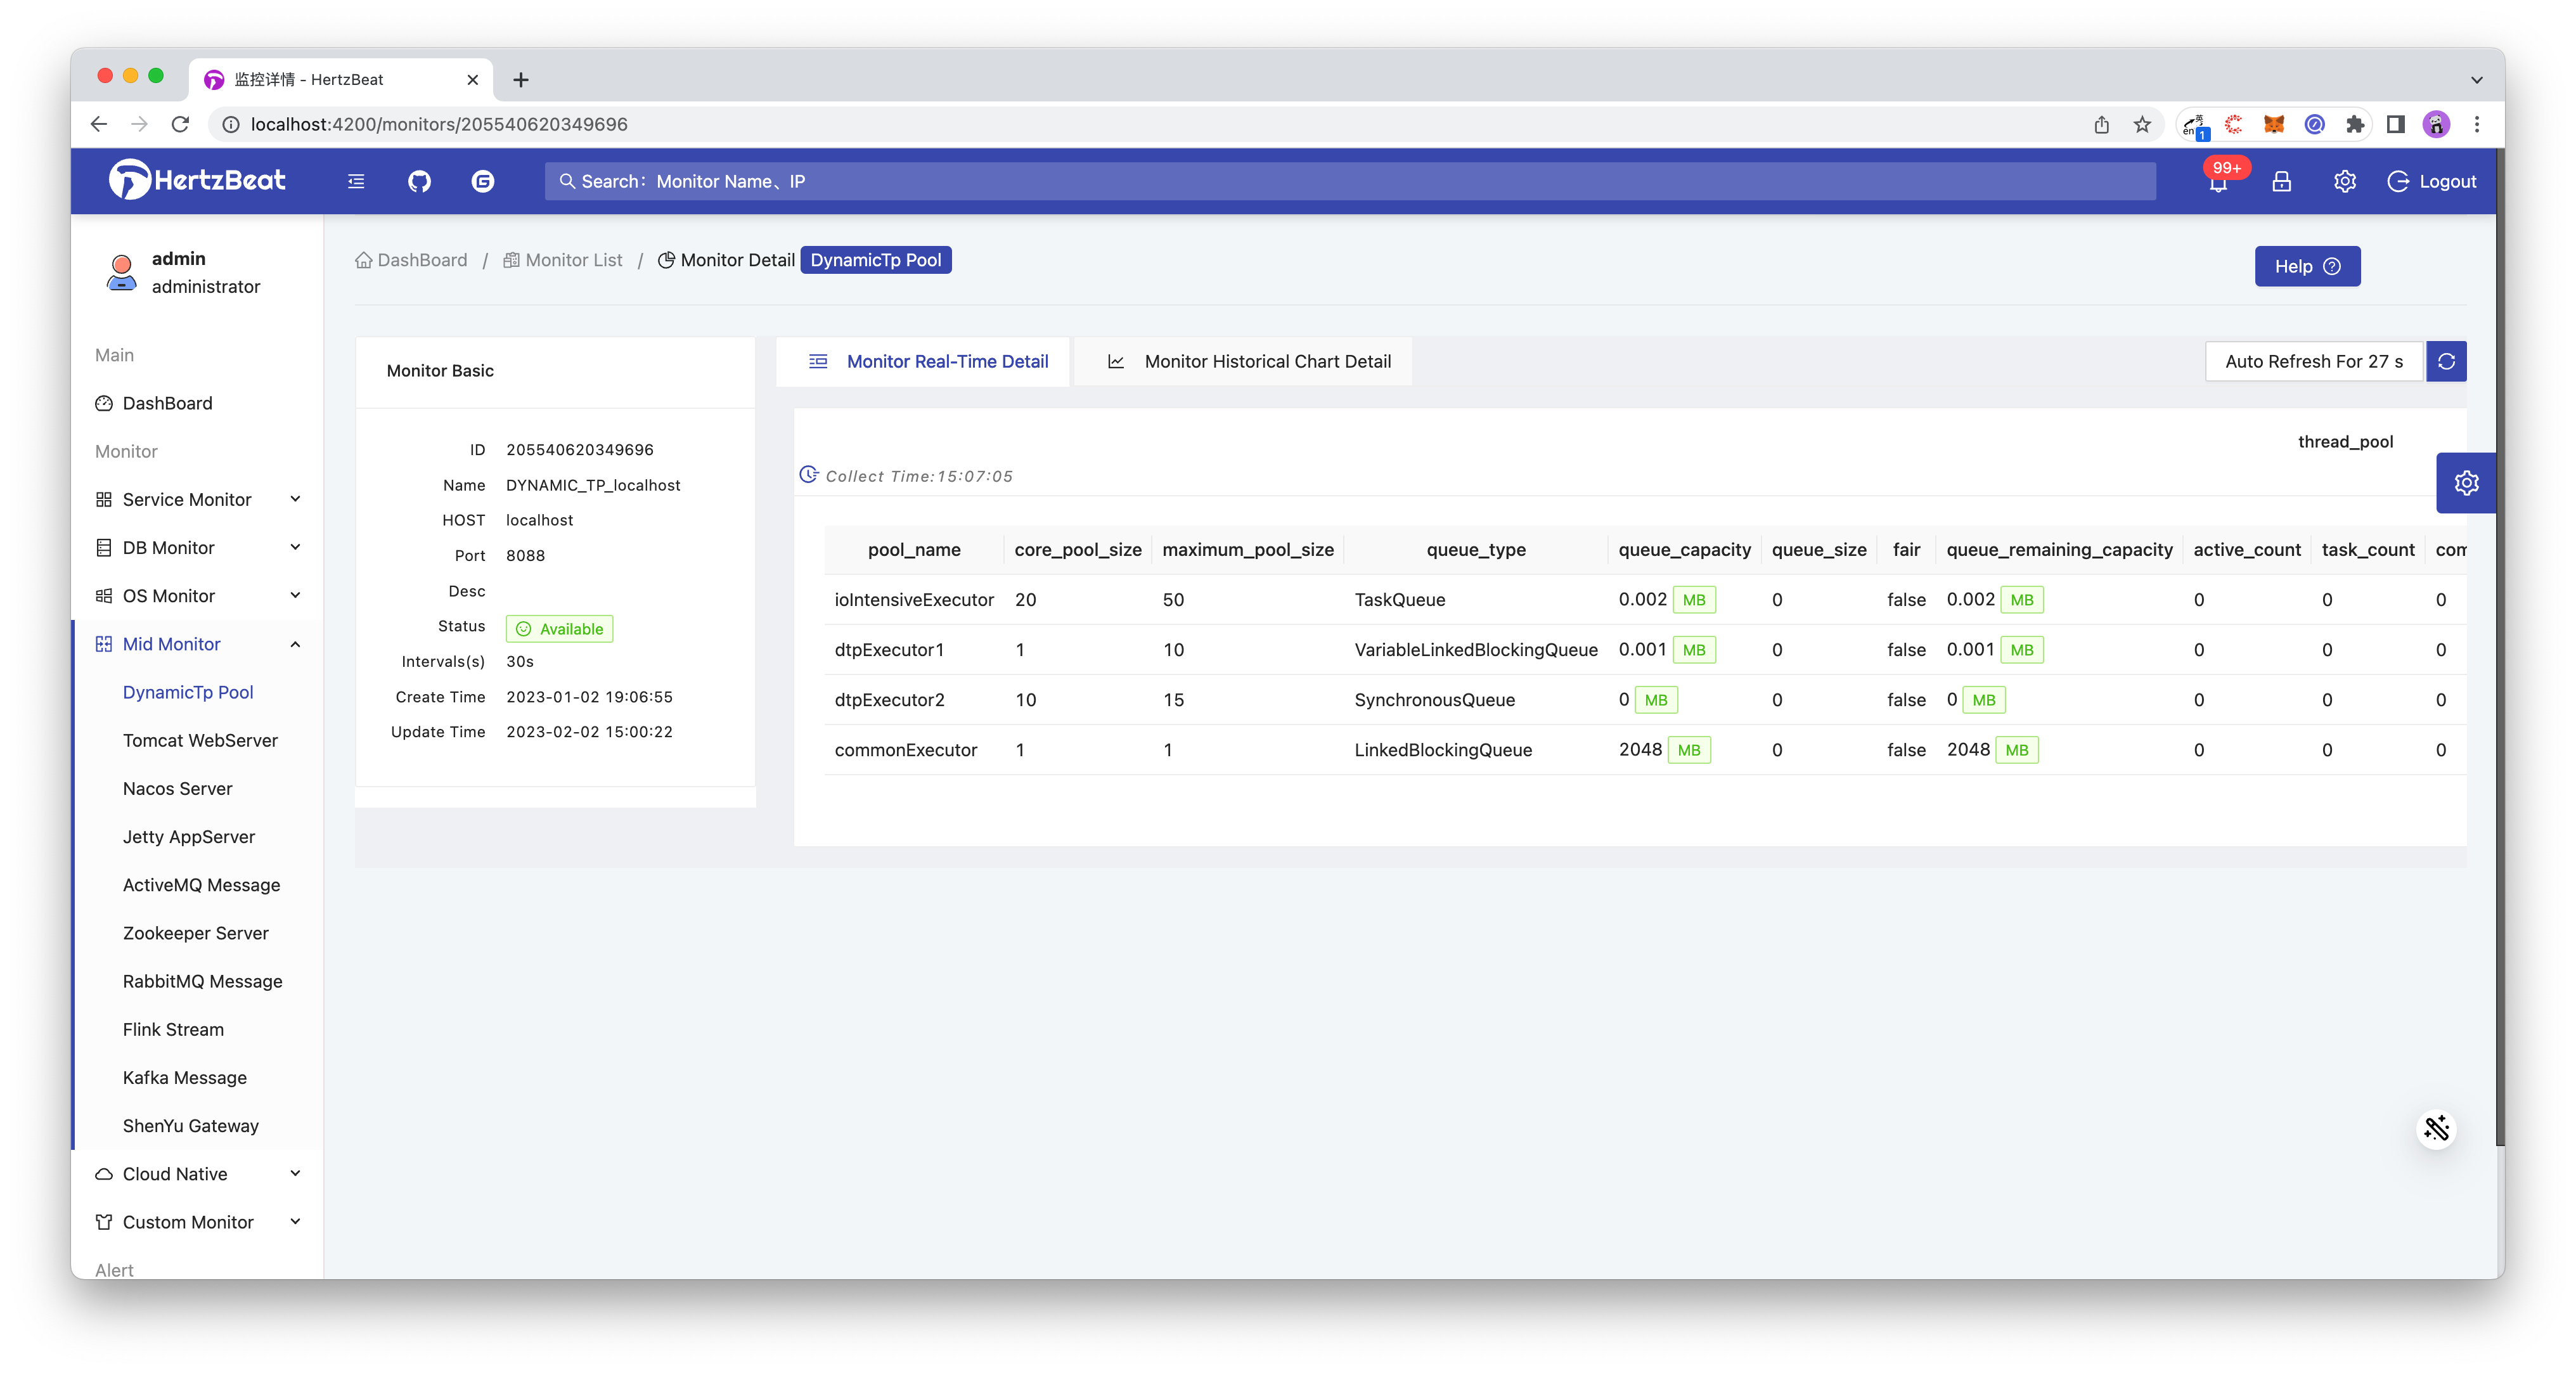 监控详情 - HertzBeat
localhost:4200/monitors/205540620349696
英
en
1
HertzBeat
Search：Monitor Name、IP
99+
Logout
admin
administrator
Main
DashBoard
Monitor
Service Monitor
DB Monitor
OS Monitor
Mid Monitor
DynamicTp Pool
Tomcat WebServer
Nacos Server
Jetty AppServer
ActiveMQ Message
Zookeeper Server
RabbitMQ Message
Flink Stream
Kafka Message
ShenYu Gateway
Cloud Native
Custom Monitor
Alert
DashBoard / Monitor List / Monitor Detail DynamicTp Pool
Help
Monitor Basic
ID 205540620349696
Name DYNAMIC_TP_localhost
HOST localhost
Port 8088
Desc
Status Available
Intervals(s) 30s
Create Time 2023-01-02 19:06:55
Update Time 2023-02-02 15:00:22
Monitor Real-Time Detail
Monitor Historical Chart Detail
Auto Refresh For 27 s
thread_pool
Collect Time:15:07:05
pool_name core_pool_size maximum_pool_size queue_type queue_capacity queue_size fair queue_remaining_capacity active_count task_count com
ioIntensiveExecutor 20 50 TaskQueue 0.002 MB 0 false 0.002 MB 0 0 0
dtpExecutor1 1 10 VariableLinkedBlockingQueue 0.001 MB 0 false 0.001 MB 0 0 0
dtpExecutor2 10 15 SynchronousQueue 0 MB 0 false 0 MB 0 0 0
commonExecutor 1 1 LinkedBlockingQueue 2048 MB 0 false 2048 MB 0 0 0